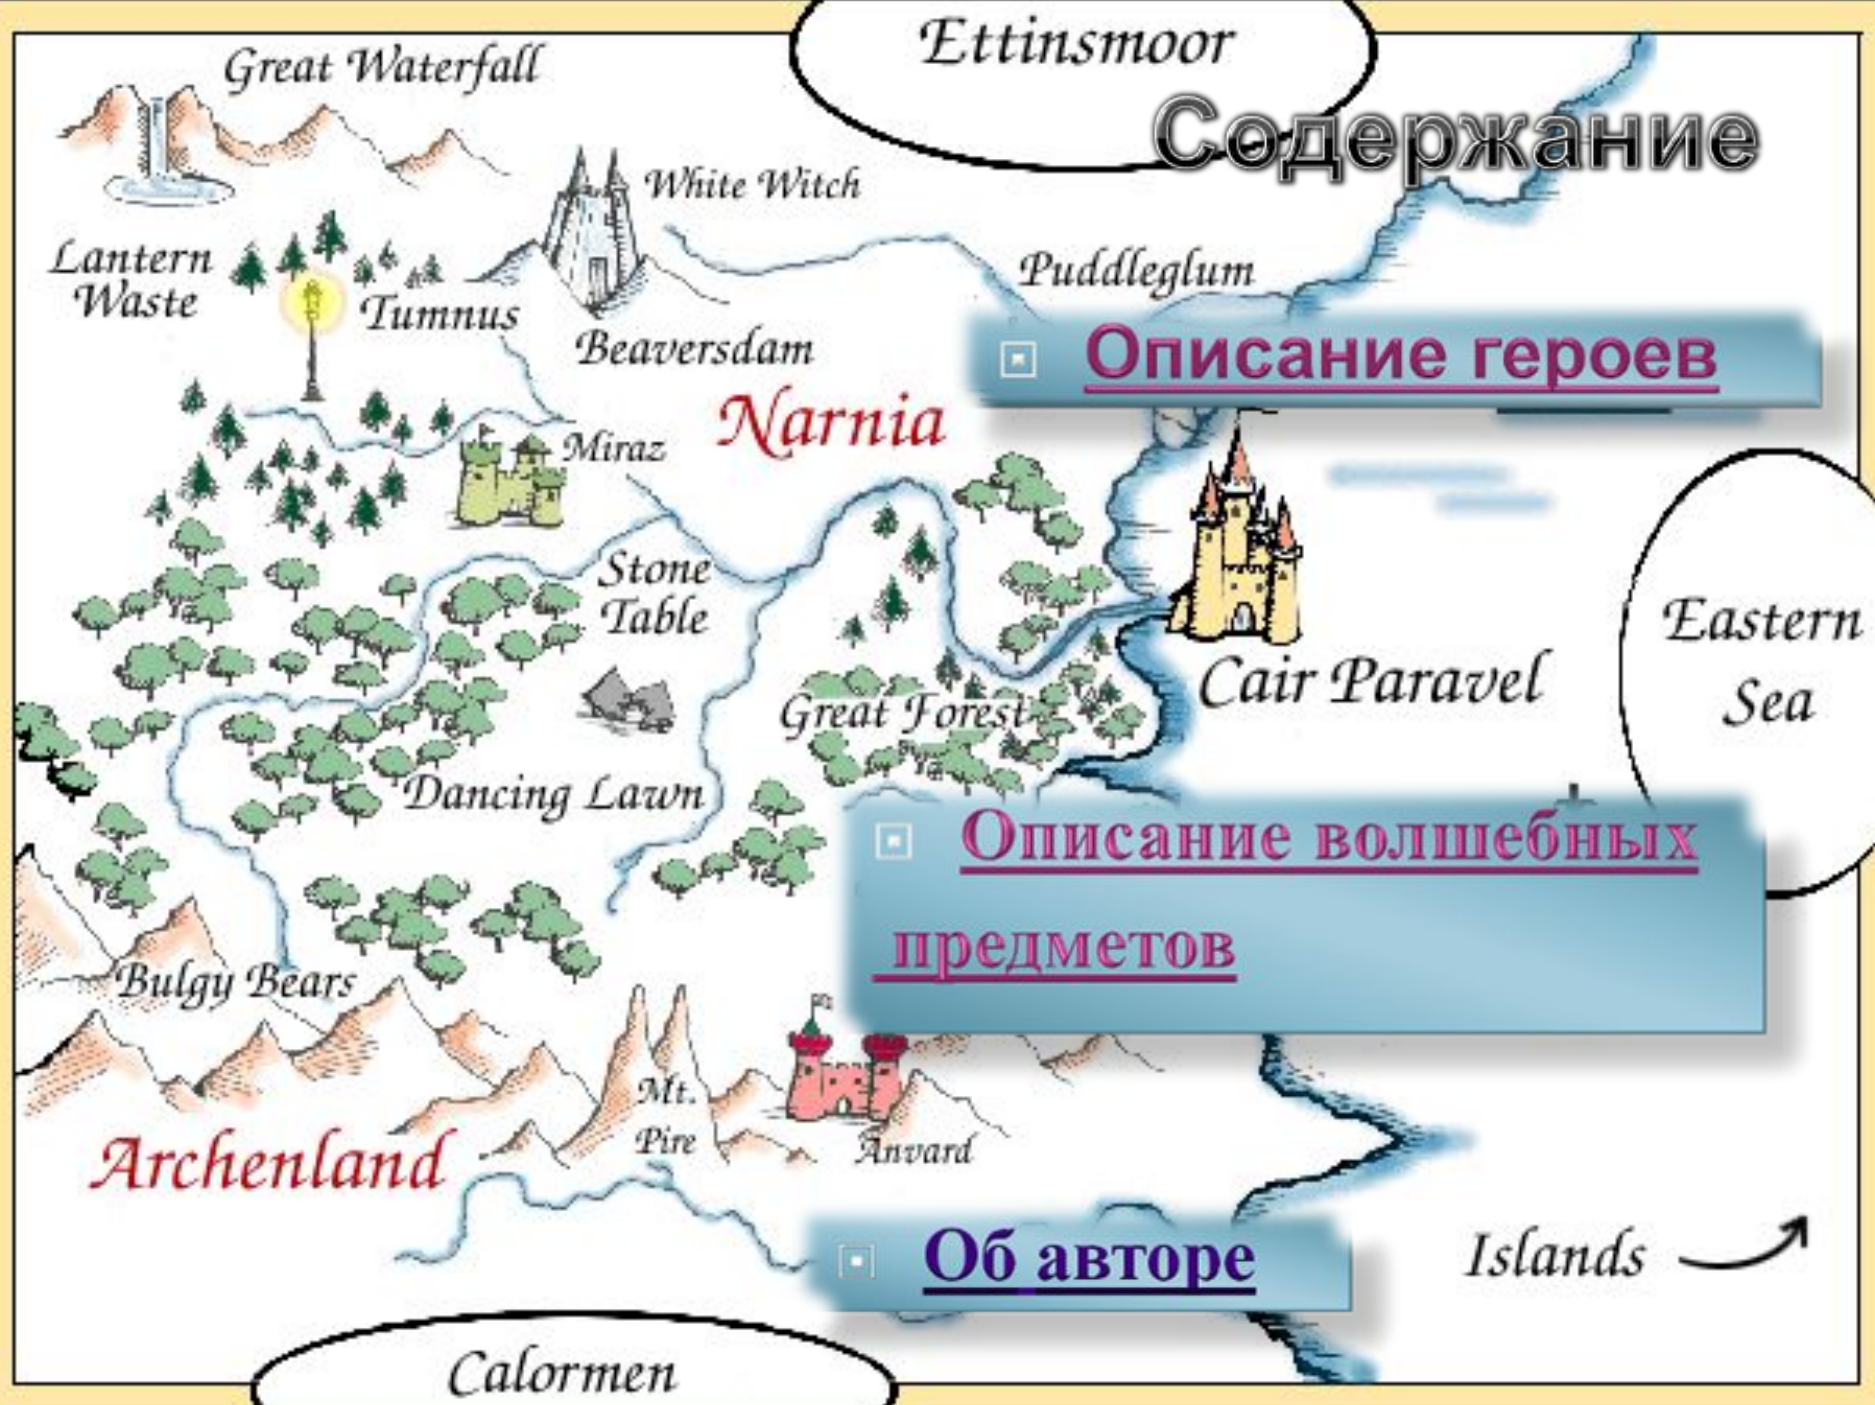 Ettinsmoor
Great Waterfall
Содержание
White Witch
Lantern
Waste
Puddleglum
Tumnus
Beaversdam
Описание героев
Narnia
Miraz
Stone
Table
Eastern
Sea
Cair Paravel
Great Forest
Dancing Lawn
Описание волшебных
предметов
Bulgy Bears
Mt.
Pire
Anvard
Archenland
Об авторе
Islands
Calormen